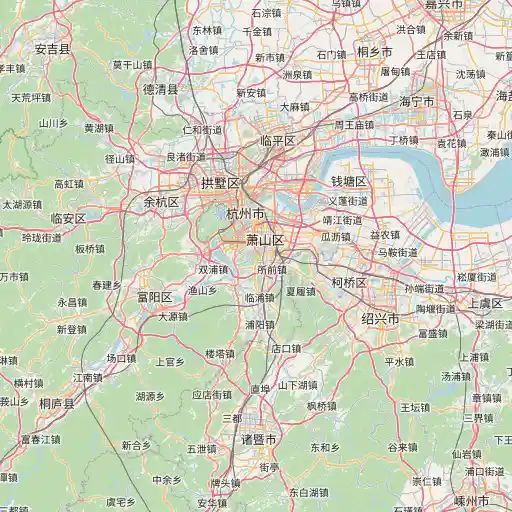 石淙镇
乌镇镇
嘉兴市
东林镇
千金镇
洪合镇
余新镇
安吉县
洛舍镇
新市镇
石门镇
桐乡市
王店镇
莫干山镇
洲泉镇
屠甸镇
沈荡镇
孝丰镇
德清县
新安镇
天荒坪镇
大麻镇
高桥街道
海宁市
石泉
山川乡
黄湖镇
仁和街道
周王庙镇
秦山街道
临平区
丁桥镇
袁花镇
径山镇
良渚街道
澉浦镇
高虹镇
拱墅区
钱塘区
太湖源镇
余杭区
义蓬街道
临安区
杭州市
靖江街道
玲珑街道
萧山区
瓜沥镇
益农镇
板桥镇
马鞍街道
万市镇
双浦镇
所前镇
崧厦街道
春建乡
渔山乡
夏履镇
柯桥区
孙端街道
永昌镇
富阳区
临浦镇
上虞区
陶堰街道
新登镇
大源镇
绍兴市
浦阳镇
梁湖街道
富盛镇
场口镇
楼塔镇
店口镇
上官乡
平水镇
上浦镇
江南镇
汤浦镇
横村镇
直埠
山下湖镇
应店街镇
湖源乡
章镇镇
桐庐县
枫桥镇
王坛镇
三都
三界镇
富春江镇
诸暨市
新合乡
五泄镇
东和乡
谷来镇
仙岩镇
街亭
浦口街道
中余乡
牌头镇
崇仁镇
东白湖镇
虞宅乡
安华镇
石璜镇
嵊州市